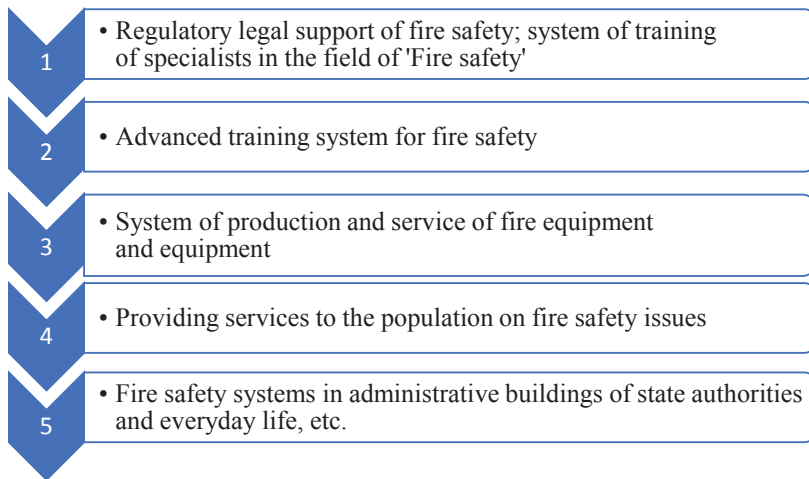 1
• Regulatory legal support of fire safety; system of training
of specialists in the field of 'Fire safety'
2
• Advanced training system for fire safety
3
• System of production and service of fire equipment
and equipment
4
• Providing services to the population on fire safety issues
5
• Fire safety systems in administrative buildings of state authorities
and everyday life, etc.